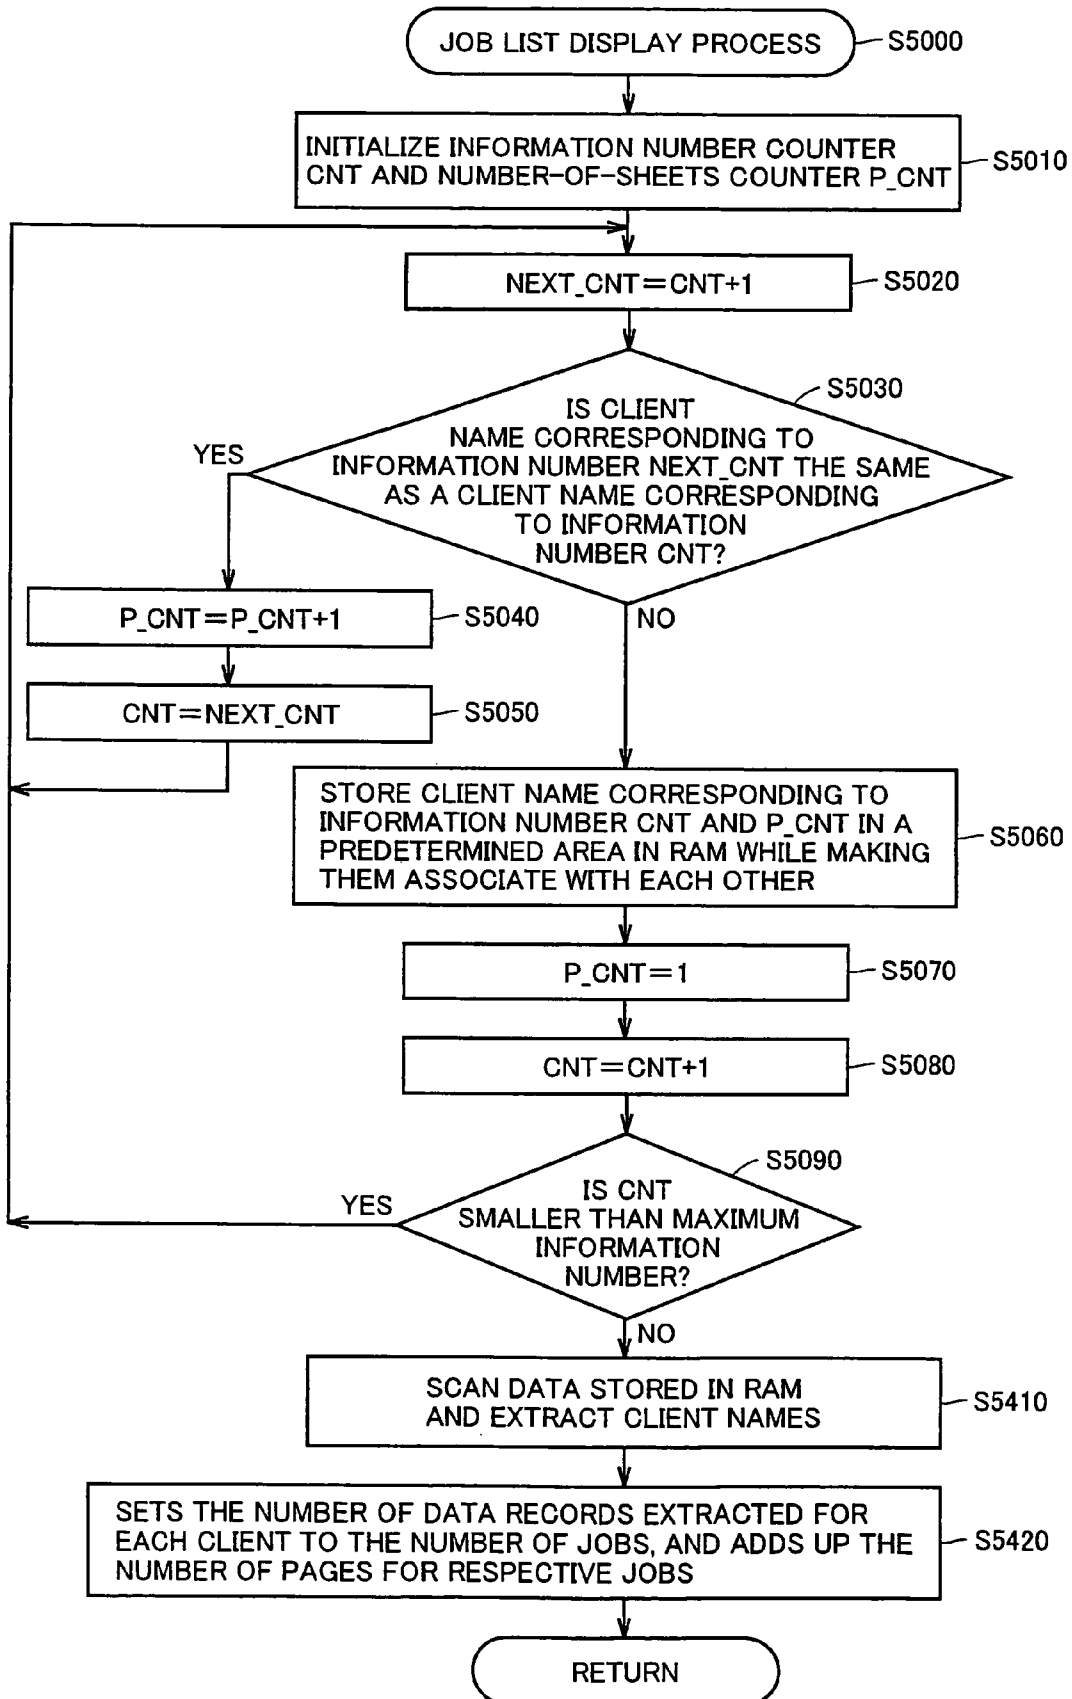 JOB LIST DISPLAY PROCESS
S5000
INITIALIZE INFORMATION NUMBER COUNTER
CNT AND NUMBER-OF-SHEETS COUNTER P_CNT
S5010
NEXT_CNT=CNT+1
S5020
S5030
IS CLIENT
NAME CORRESPONDING TO
INFORMATION NUMBER NEXT_CNT THE SAME
AS A CLIENT NAME CORRESPONDING
TO INFORMATION
NUMBER CNT?
YES
NO
P_CNT=P_CNT+1
S5040
CNT=NEXT_CNT
S5050
STORE CLIENT NAME CORRESPONDING TO
INFORMATION NUMBER CNT AND P_CNT IN A
PREDETERMINED AREA IN RAM WHILE MAKING
THEM ASSOCIATE WITH EACH OTHER
S5060
P_CNT=1
S5070
CNT=CNT+1
S5080
S5090
IS CNT
SMALLER THAN MAXIMUM
INFORMATION
NUMBER?
YES
NO
SCAN DATA STORED IN RAM
AND EXTRACT CLIENT NAMES
S5410
SETS THE NUMBER OF DATA RECORDS EXTRACTED FOR
EACH CLIENT TO THE NUMBER OF JOBS, AND ADDS UP THE
NUMBER OF PAGES FOR RESPECTIVE JOBS
S5420
RETURN